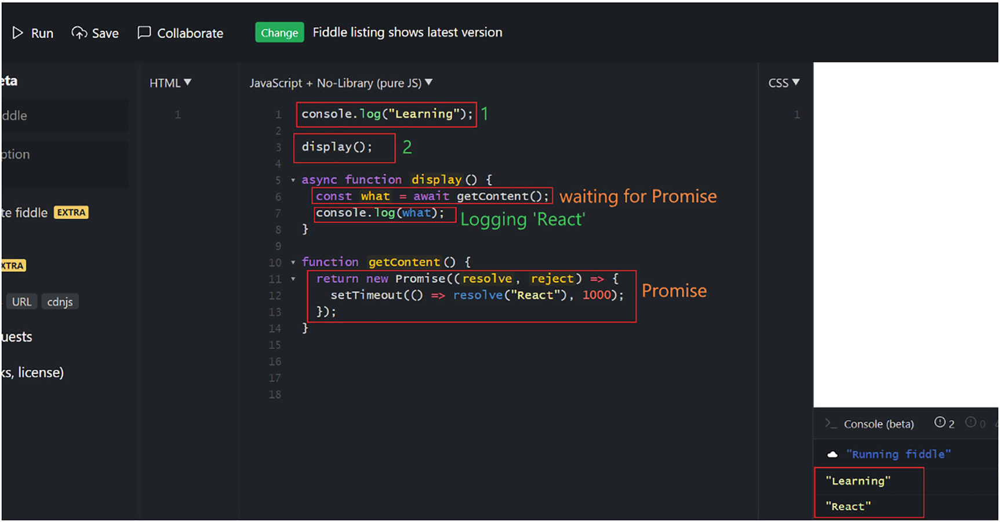 Run Save Collaborate Change Fiddle listing shows latest version
eta
ddle
ption
te fiddle EXTRA
XTRA
URL cdnjs
uests
ks, license)
HTML ▼
1
JavaScript + No-Library (pure JS) ▼
1 console.log("Learning"); 1
2
3 display(); 2
4
5 ▾ async function display() {
6 const what = await getContent(); waiting for Promise
7 console.log(what); Logging 'React'
8 }
9
10 ▾ function getContent() {
11 ▾ return new Promise((resolve, reject) => {
12 setTimeout(() => resolve("React"), 1000); Promise
13 });
14 }
15
16
17
18
CSS ▼
1
>_ Console (beta) 2 0
"Running fiddle"
"Learning"
"React"